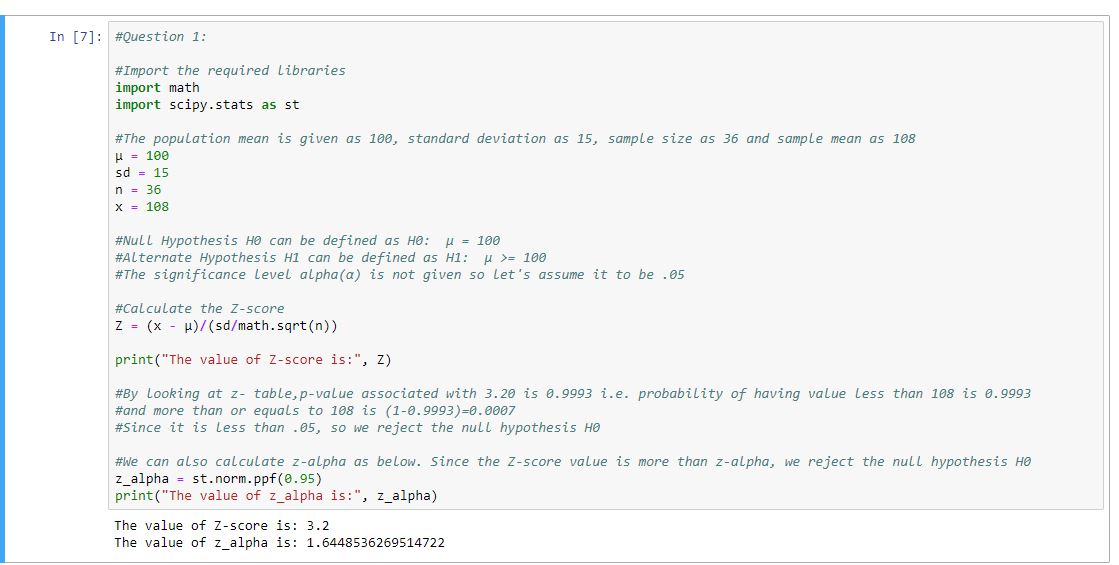 In [7]: #Question 1:
#Import the required libraries
import math
import scipy.stats as st
#The population mean is given as 100, standard deviation as 15, sample size as 36 and sample mean as 108
μ = 100
sd = 15
n = 36
x = 108
#Null Hypothesis H0 can be defined as H0:  μ = 100
#Alternate Hypothesis H1 can be defined as H1:  μ >= 100
#The significance level alpha(α) is not given so let's assume it to be .05
#Calculate the Z-score
Z = (x - μ)/(sd/math.sqrt(n))
print("The value of Z-score is:", Z)
#By looking at z- table,p-value associated with 3.20 is 0.9993 i.e. probability of having value less than 108 is 0.9993
#and more than or equals to 108 is (1-0.9993)=0.0007
#Since it is less than .05, so we reject the null hypothesis H0
#We can also calculate z-alpha as below. Since the Z-score value is more than z-alpha, we reject the null hypothesis H0
z_alpha = st.norm.ppf(0.95)
print("The value of z_alpha is:", z_alpha)
The value of Z-score is: 3.2
The value of z_alpha is: 1.6448536269514722